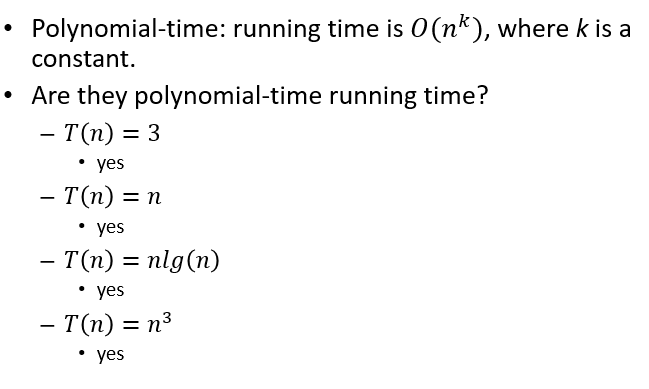 • Polynomial-time: running time is O(n^k), where k is a
constant.
• Are they polynomial-time running time?
– T(n) = 3
• yes
– T(n) = n
• yes
– T(n) = nlg(n)
• yes
– T(n) = n³
• yes